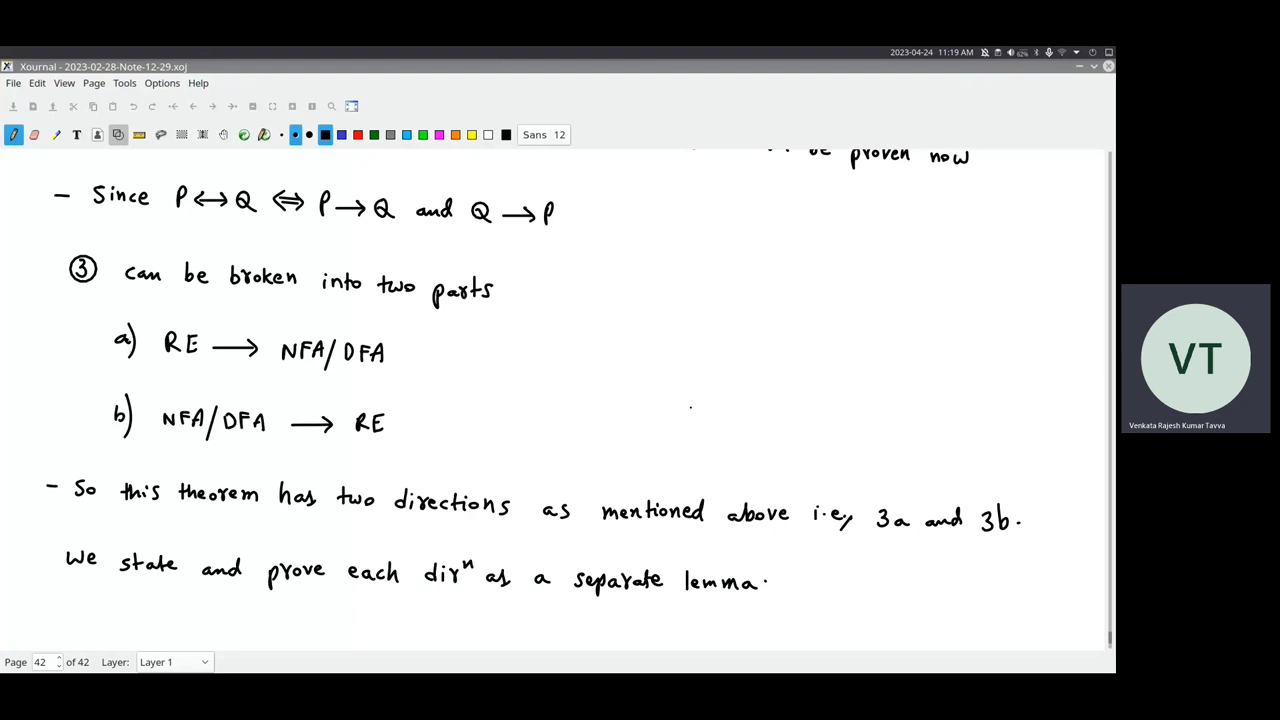 2023-04-24 11:19 AM
Xournal - 2023-02-28-Note-12-29.xoj
File Edit View Page Tools Options Help
Sans 12
be proven now
- Since P ↔ Q ⇔ P → Q and Q → P
③ can be broken into two parts
a) RE → NFA/DFA
b) NFA/DFA → RE
- So this theorem has two directions as mentioned above i.e., 3a and 3b.
We state and prove each dirⁿ as a separate lemma.
VT
Venkata Rajesh Kumar Tavva
Page 42 of 42 Layer: Layer 1